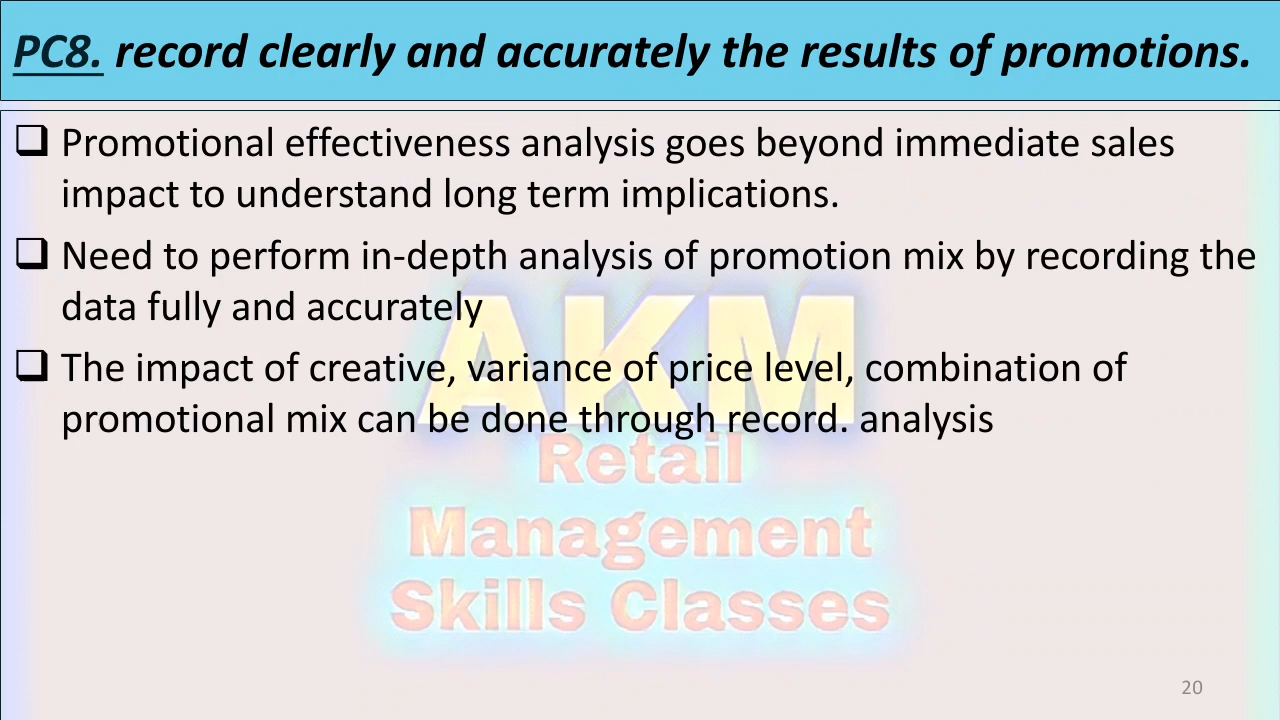 PC8. record clearly and accurately the results of promotions.
❑ Promotional effectiveness analysis goes beyond immediate sales
impact to understand long term implications.
❑ Need to perform in-depth analysis of promotion mix by recording the
data fully and accurately
❑ The impact of creative, variance of price level, combination of
promotional mix can be done through record. analysis
AKM
Retail
Management
Skills Classes
20